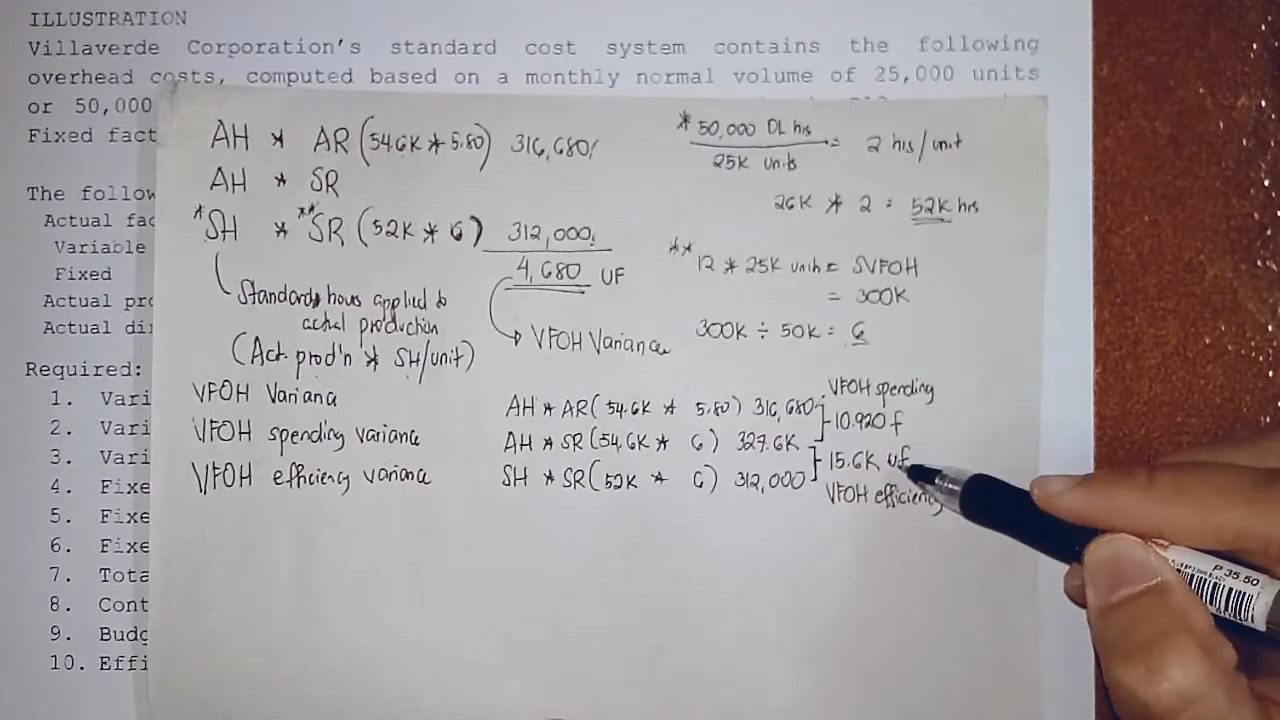 ILLUSTRATION
Villaverde Corporation's standard cost system contains the following
overhead costs, computed based on a monthly normal volume of 25,000 units
or 50,000
Fixed fact
The follow
Actual fac
Variable
Fixed
Actual pro
Actual di
Required:
1. Vari
2. Vari
3. Vari
4. Fixe
5. Fixe
6. Fixe
7. Tota
8. Cont
9. Budg
10. Effi
AH * AR (54.6K * 5.80) 316,680
AH * SR
*SH * **SR (52K * 6) 312,000
4,680 UF
Standard hours applied to
actual production
(Act. prod'n * SH/unit)
VFOH Variance
* 50,000 DL hrs = 2 hrs/unit
25K units
26K * 2 = 52K hrs
** 12 * 25K units = SVFOH
= 300K
300K ÷ 50K = 6
VFOH Variance
VFOH spending variance
VFOH efficiency variance
AH * AR (54.6K * 5.80) 316,680
AH * SR (54.6K * 6) 327.6K
SH * SR (52K * 6) 312,000
VFOH spending
10.920 f
15.6K uf
VFOH efficiency
P 35.50